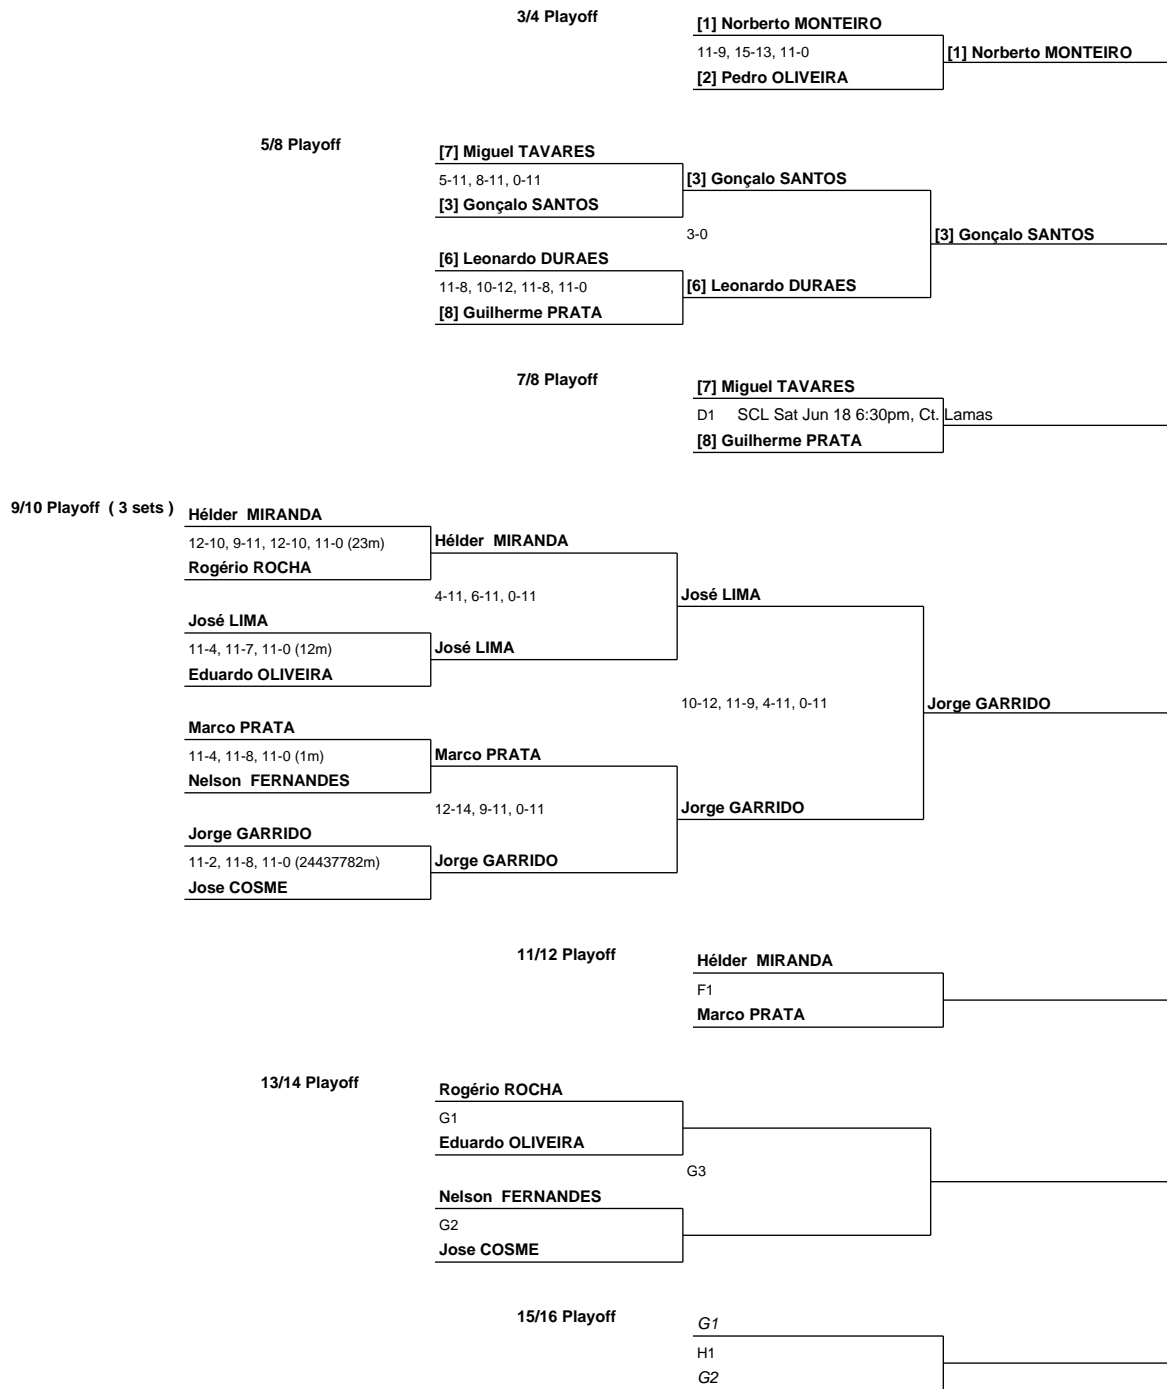 3/4 Playoff
[1] Norberto MONTEIRO
11-9, 15-13, 11-0
[1] Norberto MONTEIRO
[2] Pedro OLIVEIRA
5/8 Playoff
[7] Miguel TAVARES
5-11, 8-11, 0-11
[3] Gonçalo SANTOS
[3] Gonçalo SANTOS
3-0
[3] Gonçalo SANTOS
[6] Leonardo DURAES
11-8, 10-12, 11-8, 11-0
[6] Leonardo DURAES
[8] Guilherme PRATA
7/8 Playoff
[7] Miguel TAVARES
D1 SCL Sat Jun 18 6:30pm, Ct. Lamas
[8] Guilherme PRATA
9/10 Playoff ( 3 sets )
Hélder MIRANDA
12-10, 9-11, 12-10, 11-0 (23m)
Hélder MIRANDA
Rogério ROCHA
4-11, 6-11, 0-11
José LIMA
José LIMA
11-4, 11-7, 11-0 (12m)
José LIMA
Eduardo OLIVEIRA
10-12, 11-9, 4-11, 0-11
Jorge GARRIDO
Marco PRATA
11-4, 11-8, 11-0 (1m)
Marco PRATA
Nelson FERNANDES
12-14, 9-11, 0-11
Jorge GARRIDO
Jorge GARRIDO
11-2, 11-8, 11-0 (24437782m)
Jorge GARRIDO
Jose COSME
11/12 Playoff
Hélder MIRANDA
F1
Marco PRATA
13/14 Playoff
Rogério ROCHA
G1
Eduardo OLIVEIRA
G3
Nelson FERNANDES
G2
Jose COSME
15/16 Playoff
G1
H1
G2